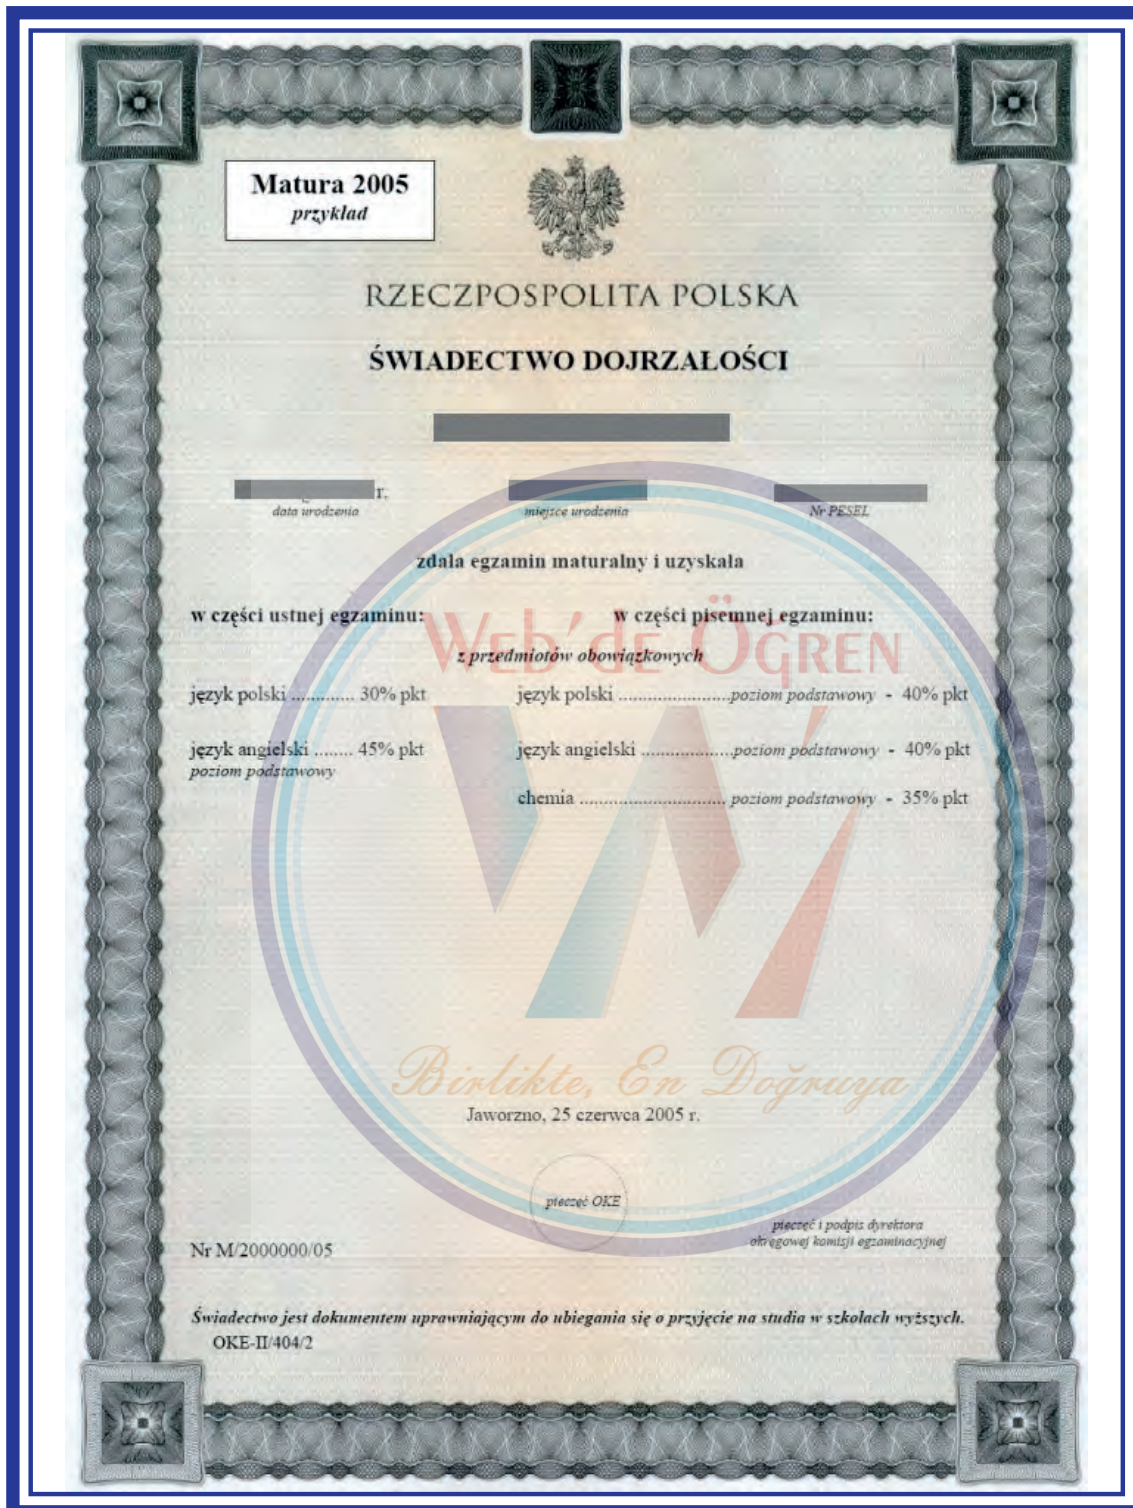 Matura 2005
przykład
RZECZPOSPOLITA POLSKA
ŚWIADECTWO DOJRZAŁOŚCI
r.
data urodzenia miejsce urodzenia Nr PESEL
zdała egzamin maturalny i uzyskała
w części ustnej egzaminu: w części pisemnej egzaminu:
Web'de Öğren
z przedmiotów obowiązkowych
język polski ............. 30% pkt język polski .......................poziom podstawowy - 40% pkt
język angielski ........ 45% pkt język angielski ...................poziom podstawowy - 40% pkt
poziom podstawowy
chemia .............................. poziom podstawowy - 35% pkt
Birlikte, En Doğruya
Jaworzno, 25 czerwca 2005 r.
pieczęć OKE
pieczęć i podpis dyrektora
okręgowej komisji egzaminacyjnej
Nr M/2000000/05
Świadectwo jest dokumentem uprawniającym do ubiegania się o przyjęcie na studia w szkołach wyższych.
OKE-II/404/2